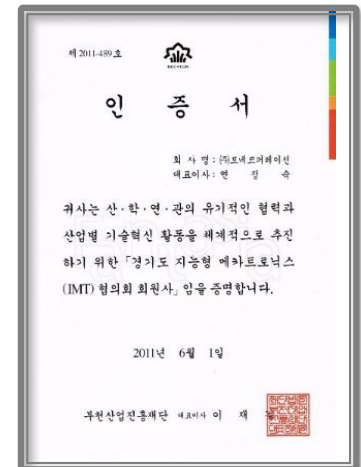 제 2011-489 호
BUCHEON
인 증 서
회 사 명 : (주)포네코퍼레이션
대표이사 : 연 정 숙
귀사는 산·학·연·관의 유기적인 협력과
산업별 기술혁신 활동을 체계적으로 추진
하기 위한 「경기도 지능형 메카트로닉스
(IMT) 협의회 회원사」 임을 증명합니다.
2011년 6월 1일
부천산업진흥재단 대표이사 이 재